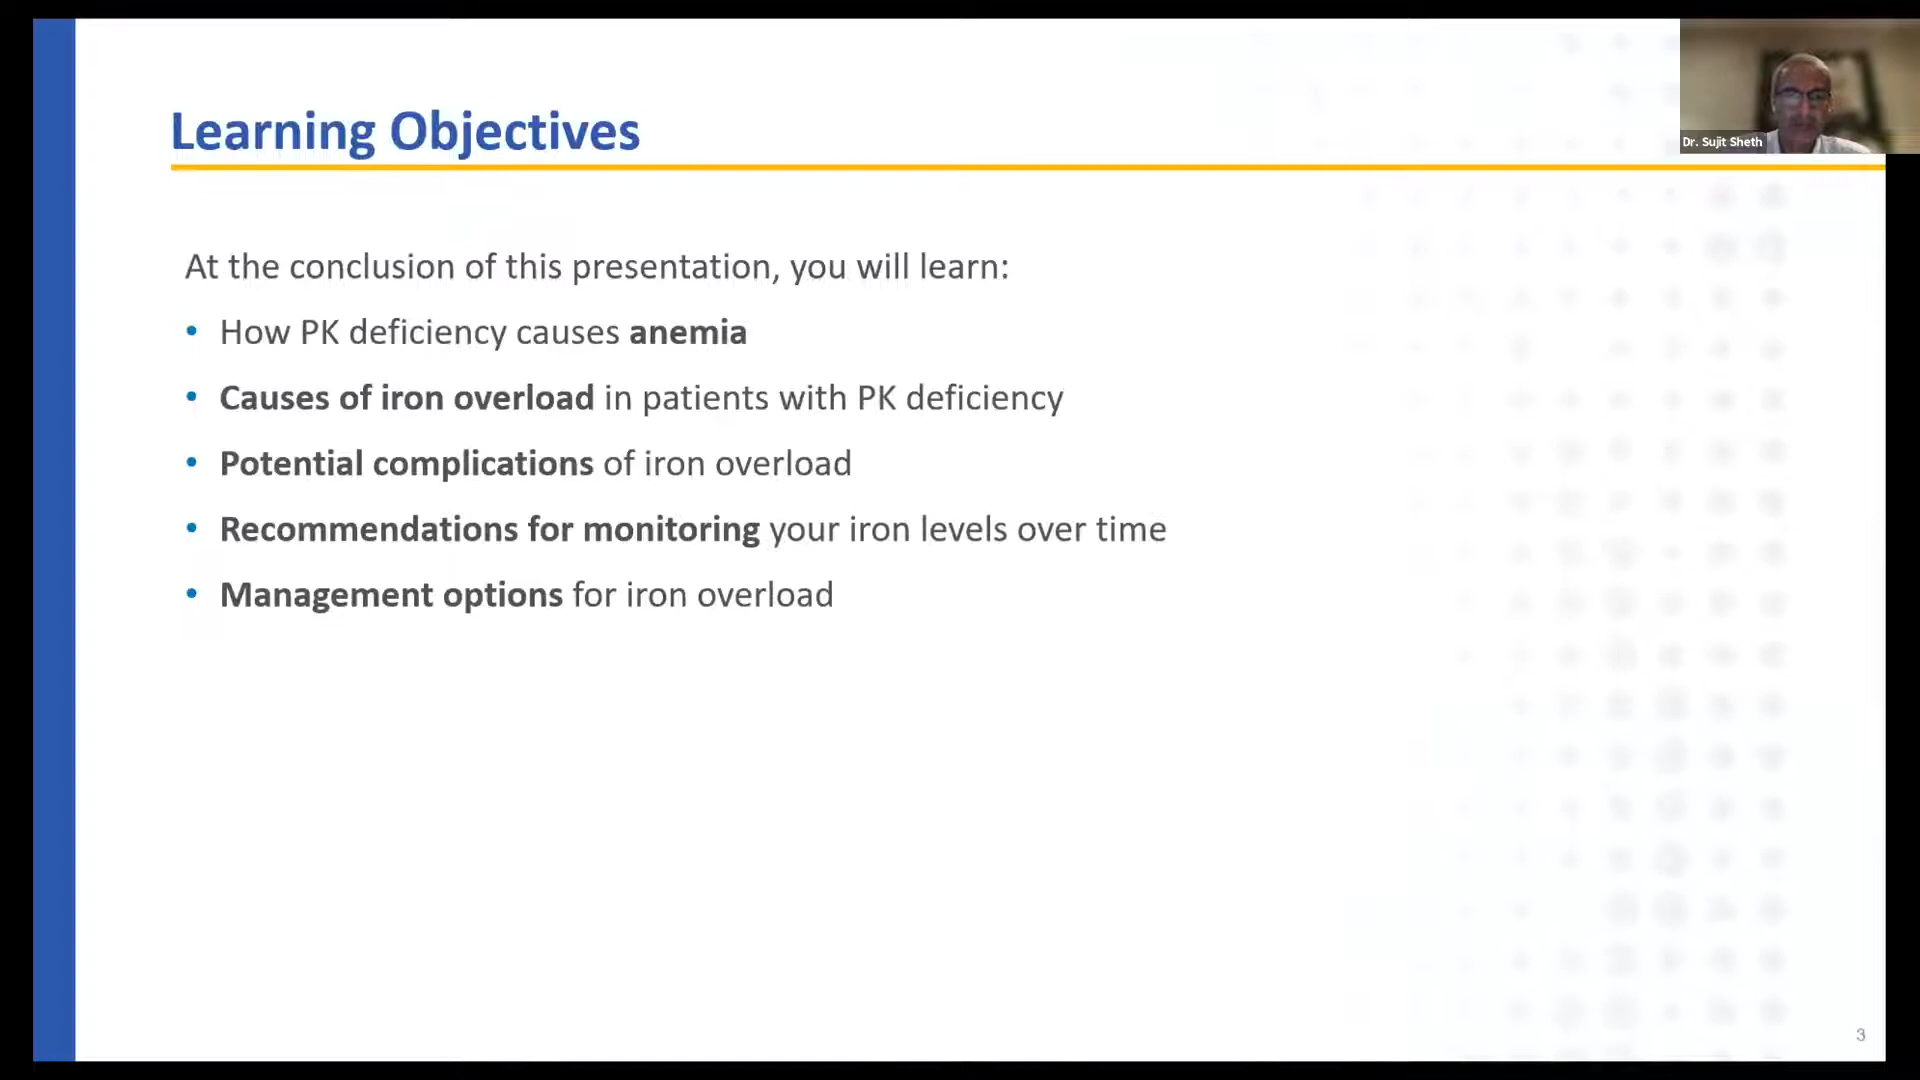 Learning Objectives
Dr. Sujit Sheth
At the conclusion of this presentation, you will learn:
• How PK deficiency causes anemia
• Causes of iron overload in patients with PK deficiency
• Potential complications of iron overload
• Recommendations for monitoring your iron levels over time
• Management options for iron overload
3